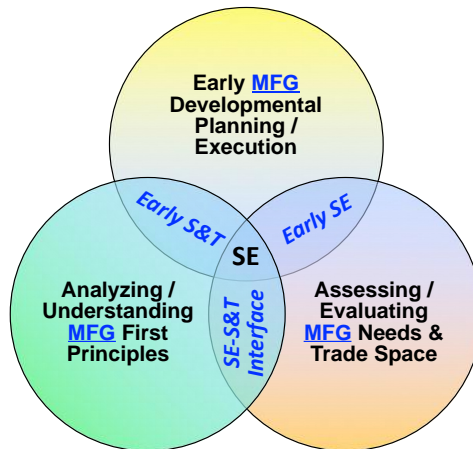 Early MFG
Developmental
Planning /
Execution
Early S&T
Early SE
SE
Analyzing /
Understanding
MFG First
Principles
SE-S&T
Interface
Assessing /
Evaluating
MFG Needs &
Trade Space